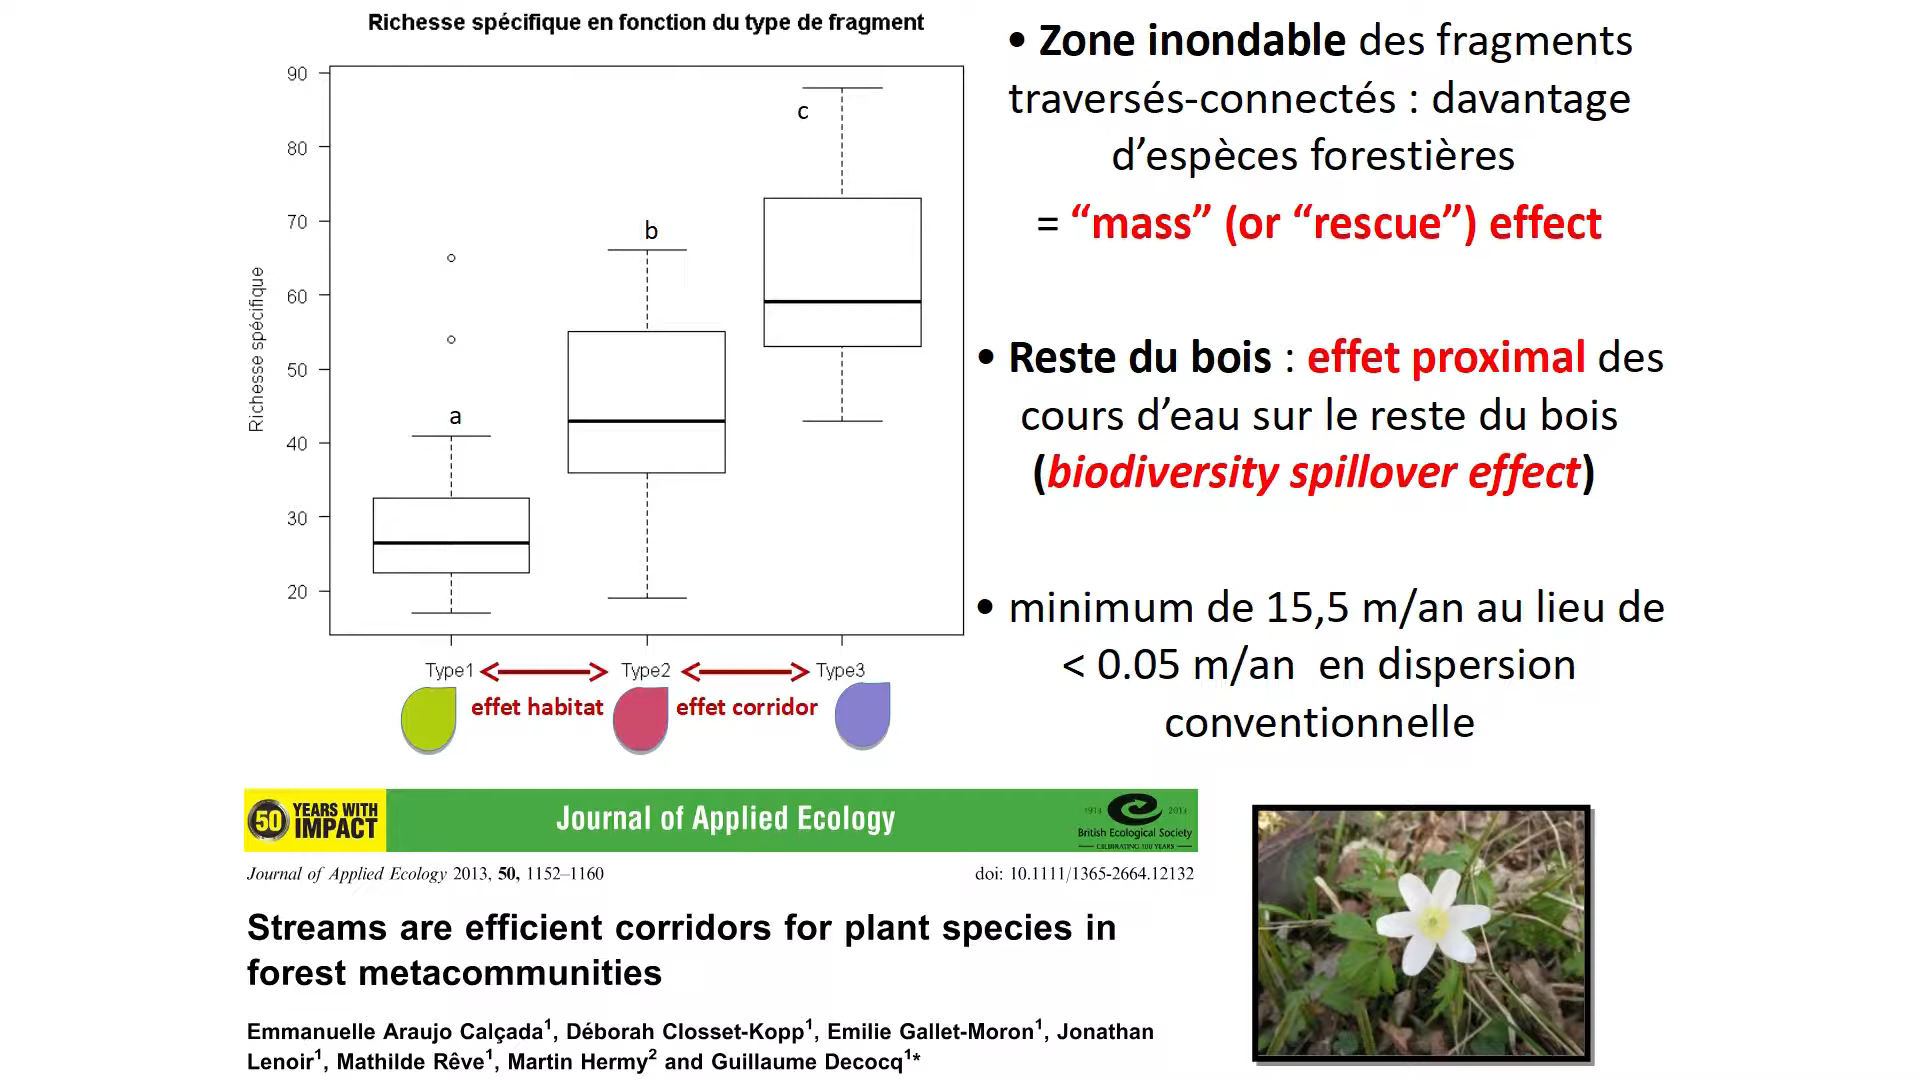 Richesse spécifique en fonction du type de fragment
90
80
70
60
50
40
30
20
Richesse spécifique
a
b
c
Type1
Type2
Type3
effet habitat
effet corridor
• Zone inondable des fragments
traversés-connectés : davantage
d’espèces forestières
= “mass” (or “rescue”) effect
• Reste du bois : effet proximal des
cours d’eau sur le reste du bois
(biodiversity spillover effect)
• minimum de 15,5 m/an au lieu de
< 0.05 m/an en dispersion
conventionnelle
50 YEARS WITH
IMPACT
Journal of Applied Ecology
1913 2013
British Ecological Society
CELEBRATING 100 YEARS
Journal of Applied Ecology 2013, 50, 1152–1160
doi: 10.1111/1365-2664.12132
Streams are efficient corridors for plant species in
forest metacommunities
Emmanuelle Araujo Calçada1, Déborah Closset-Kopp1, Emilie Gallet-Moron1, Jonathan
Lenoir1, Mathilde Rêve1, Martin Hermy2 and Guillaume Decocq1*